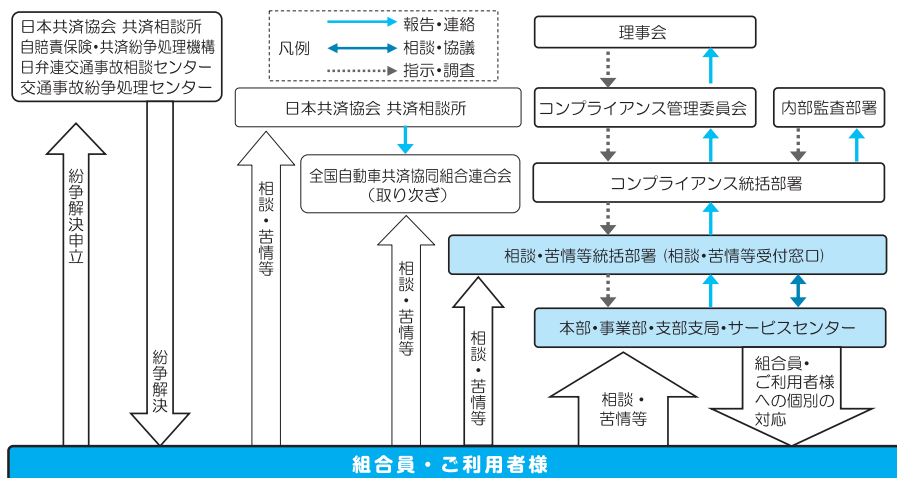 日本共済協会 共済相談所
自賠責保険・共済紛争処理機構
日弁連交通事故相談センター
交通事故紛争処理センター
凡例
報告・連絡
相談・協議
指示・調査
理事会
日本共済協会 共済相談所
コンプライアンス管理委員会
内部監査部署
全国自動車共済協同組合連合会
（取り次ぎ）
コンプライアンス統括部署
相談・苦情等統括部署（相談・苦情等受付窓口）
本部・事業部・支部支局・サービスセンター
紛争解決申立
紛争解決
相談・苦情等
相談・苦情等
相談・苦情等
相談・
苦情等
組合員・
ご利用者様
への個別の
対応
組合員・ご利用者様